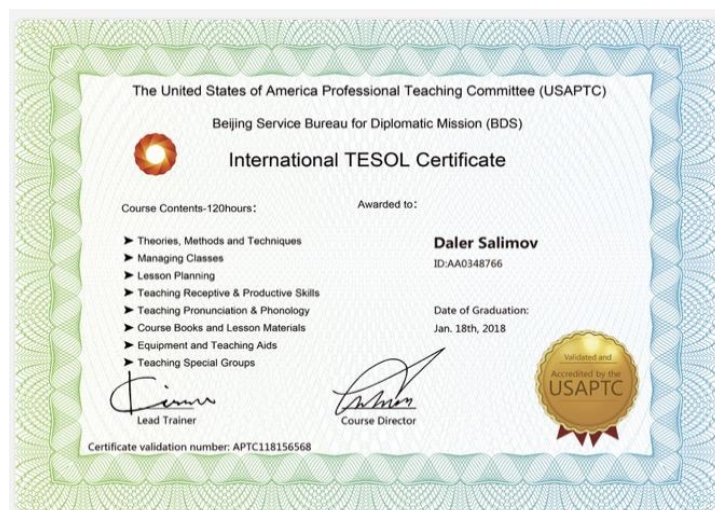 The United States of America Professional Teaching Committee (USAPTC)
Beijing Service Bureau for Diplomatic Mission (BDS)
International TESOL Certificate
Course Contents-120hours:
➤ Theories, Methods and Techniques
➤ Managing Classes
➤ Lesson Planning
➤ Teaching Receptive & Productive Skills
➤ Teaching Pronunciation & Phonology
➤ Course Books and Lesson Materials
➤ Equipment and Teaching Aids
➤ Teaching Special Groups
Awarded to:
Daler Salimov
ID:AA0348766
Date of Graduation:
Jan. 18th, 2018
Lead Trainer
Course Director
Validated and
Accredited by the
USAPTC
Certificate validation number: APTC118156568